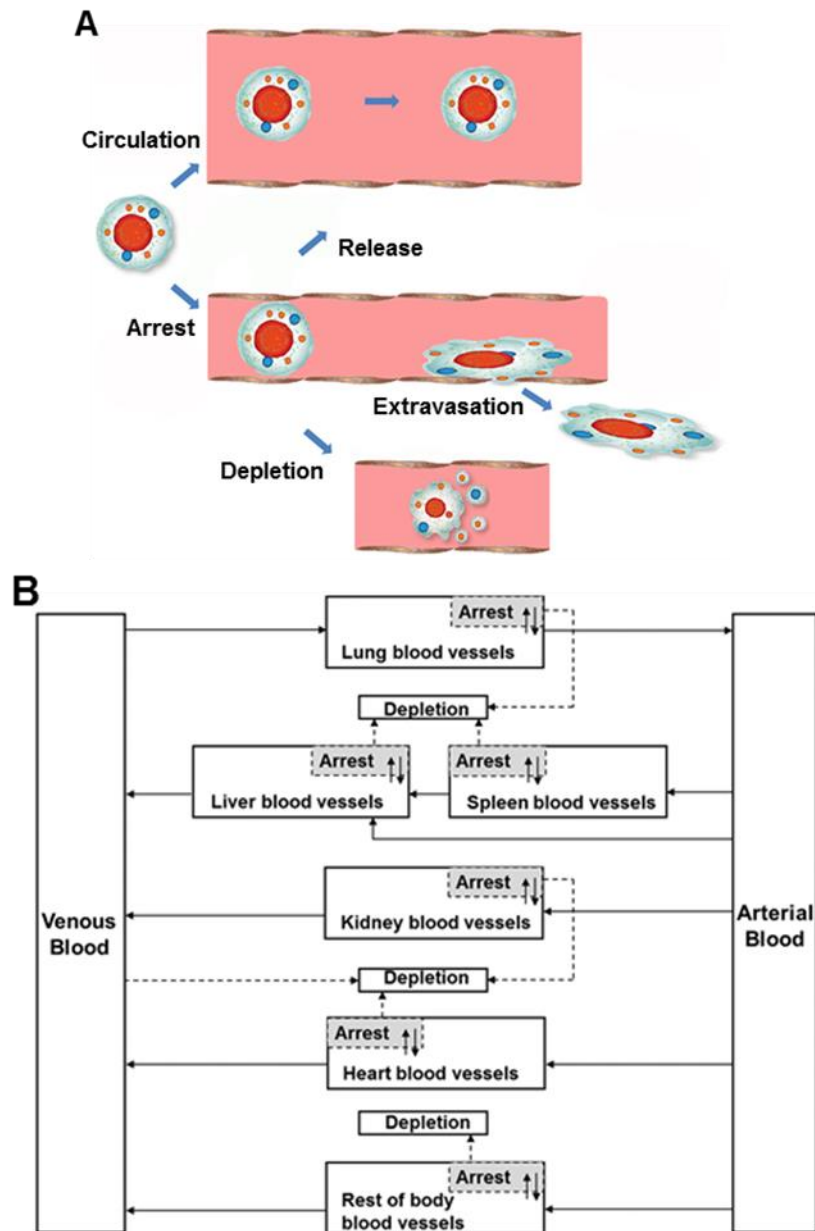 A
Circulation
Release
Arrest
Extravasation
Depletion
B
Arrest
Lung blood vessels
Depletion
Arrest
Arrest
Liver blood vessels
Spleen blood vessels
Arrest
Kidney blood vessels
Venous
Blood
Arterial
Blood
Depletion
Arrest
Heart blood vessels
Depletion
Arrest
Rest of body
blood vessels